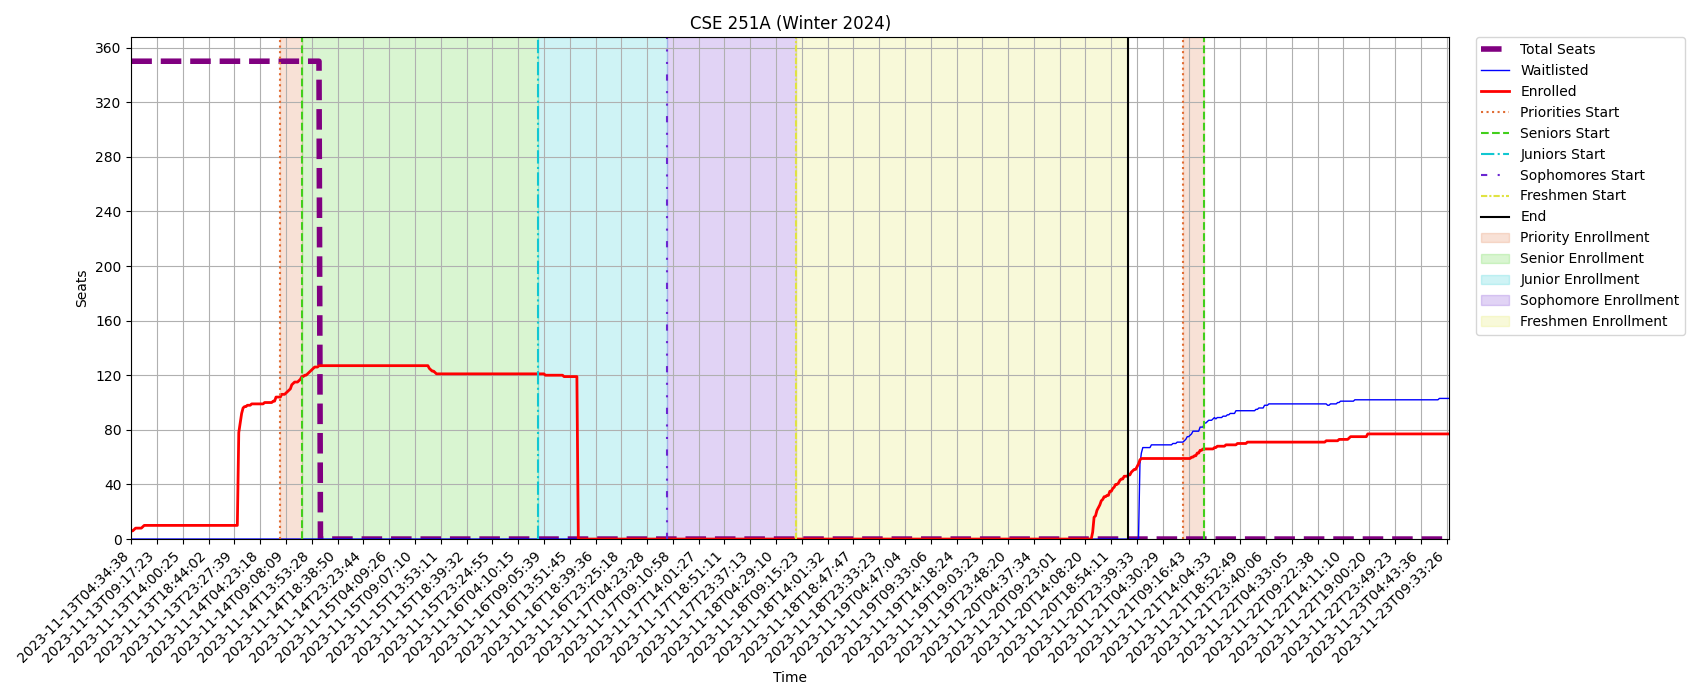 CSE 251A (Winter 2024)
Seats
360
320
280
240
200
160
120
80
40
0
2023-11-13T04:34:38
2023-11-13T09:17:23
2023-11-13T14:00:25
2023-11-13T18:44:02
2023-11-13T23:27:39
2023-11-14T04:23:18
2023-11-14T09:08:09
2023-11-14T13:53:28
2023-11-14T18:38:50
2023-11-14T23:23:44
2023-11-15T04:09:26
2023-11-15T09:07:10
2023-11-15T13:53:11
2023-11-15T18:39:32
2023-11-15T23:24:55
2023-11-16T04:10:15
2023-11-16T09:05:39
2023-11-16T13:51:45
2023-11-16T18:39:36
2023-11-16T23:25:18
2023-11-17T04:23:28
2023-11-17T09:10:58
2023-11-17T14:01:27
2023-11-17T18:51:11
2023-11-17T23:37:13
2023-11-18T04:29:10
2023-11-18T09:15:23
2023-11-18T14:01:32
2023-11-18T18:47:47
2023-11-18T23:33:23
2023-11-19T04:47:04
2023-11-19T09:33:06
2023-11-19T14:18:24
2023-11-19T19:03:23
2023-11-19T23:48:20
2023-11-20T04:37:34
2023-11-20T09:23:01
2023-11-20T14:08:20
2023-11-20T18:54:11
2023-11-20T23:39:33
2023-11-21T04:30:29
2023-11-21T09:16:43
2023-11-21T14:04:33
2023-11-21T18:52:49
2023-11-21T23:40:06
2023-11-22T04:33:05
2023-11-22T09:22:38
2023-11-22T14:11:10
2023-11-22T19:00:20
2023-11-22T23:49:23
2023-11-23T04:43:36
2023-11-23T09:33:26
Time
Total Seats
Waitlisted
Enrolled
Priorities Start
Seniors Start
Juniors Start
Sophomores Start
Freshmen Start
End
Priority Enrollment
Senior Enrollment
Junior Enrollment
Sophomore Enrollment
Freshmen Enrollment